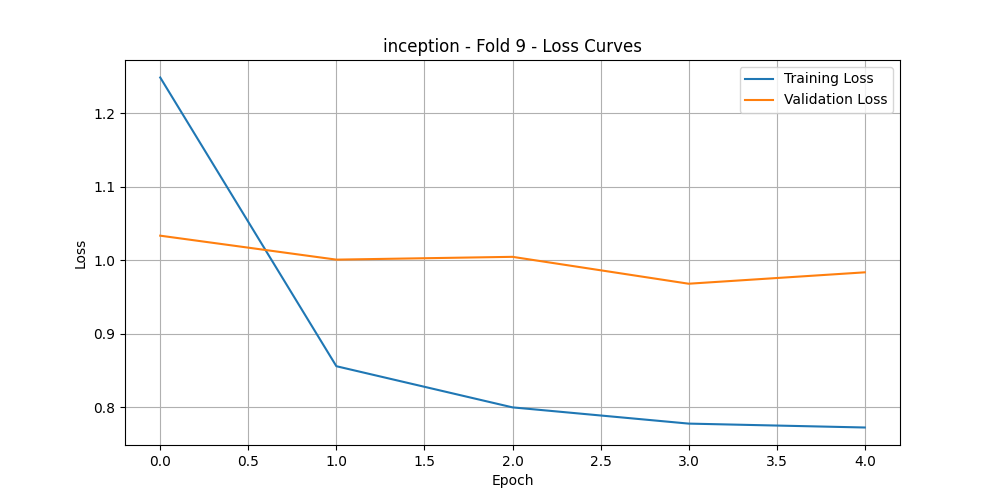 inception - Fold 9 - Loss Curves
Training Loss
Validation Loss
1.2
1.1
1.0
0.9
0.8
Loss
0.0 0.5 1.0 1.5 2.0 2.5 3.0 3.5 4.0
Epoch